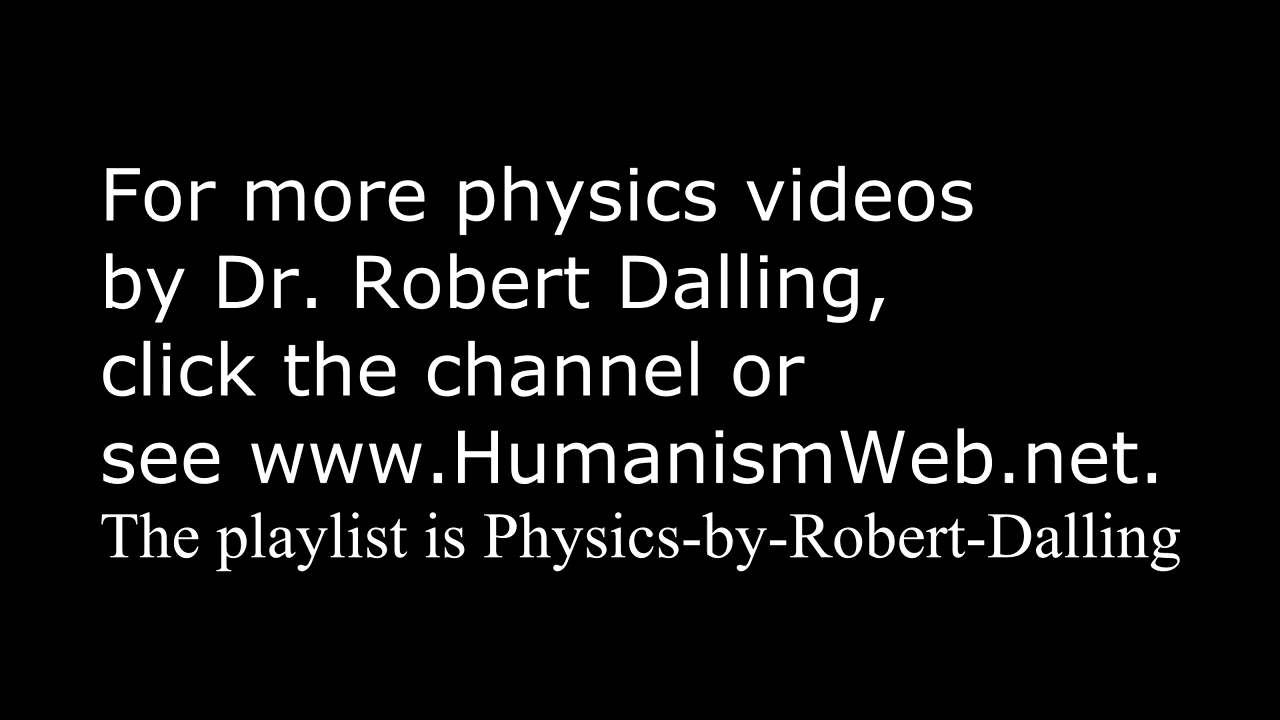 For more physics videos
by Dr. Robert Dalling,
click the channel or
see www.HumanismWeb.net.
The playlist is Physics-by-Robert-Dalling